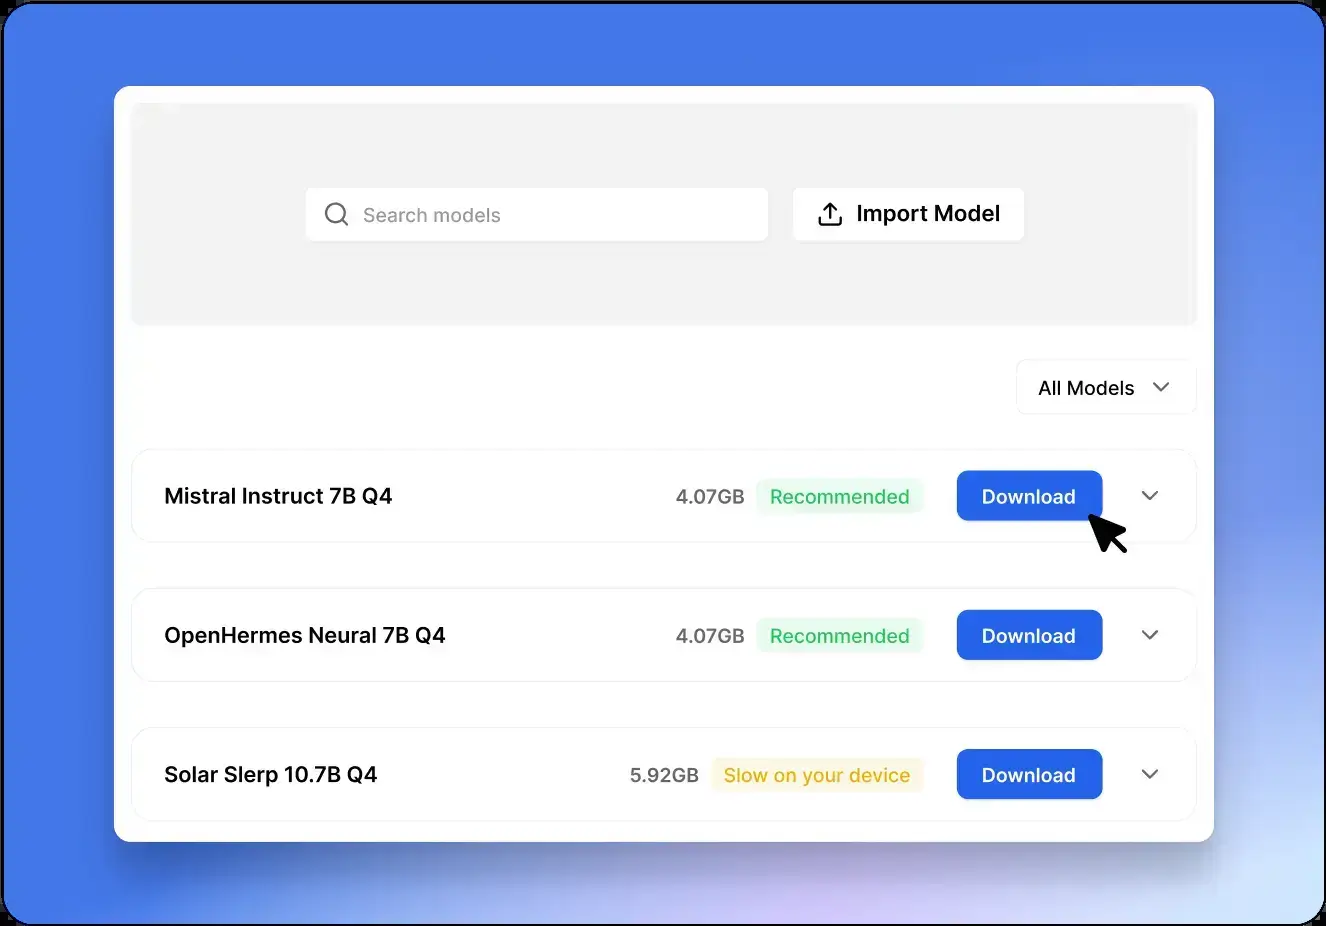 Search models
Import Model
All Models
Mistral Instruct 7B Q4 4.07GB Recommended Download
OpenHermes Neural 7B Q4 4.07GB Recommended Download
Solar Slerp 10.7B Q4 5.92GB Slow on your device Download